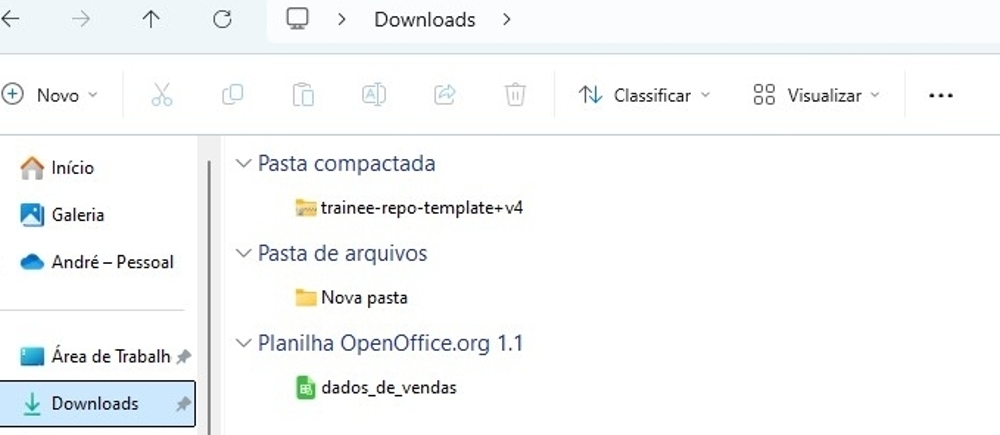 Downloads
Novo
Classificar
Visualizar
Início
Galeria
André – Pessoal
Área de Trabalh
Downloads
Pasta compactada
trainee-repo-template+v4
Pasta de arquivos
Nova pasta
Planilha OpenOffice.org 1.1
dados_de_vendas